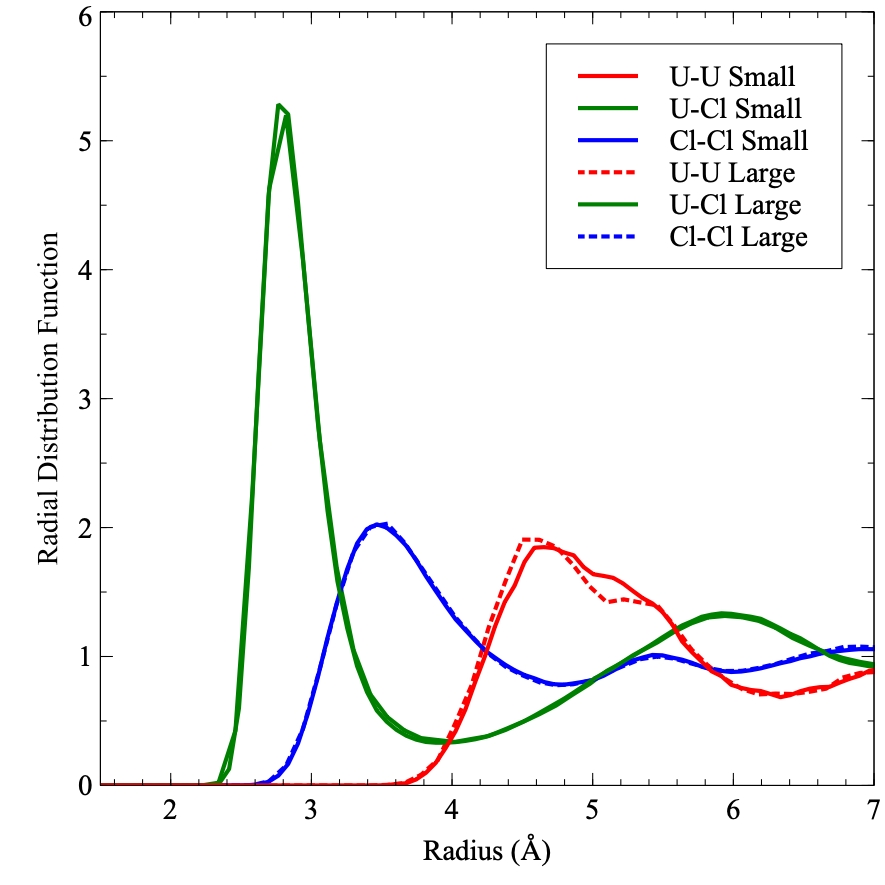 6
5
4
3
2
1
0
Radial Distribution Function
U-U Small
U-Cl Small
Cl-Cl Small
U-U Large
U-Cl Large
Cl-Cl Large
2 3 4 5 6 7
Radius (Å)